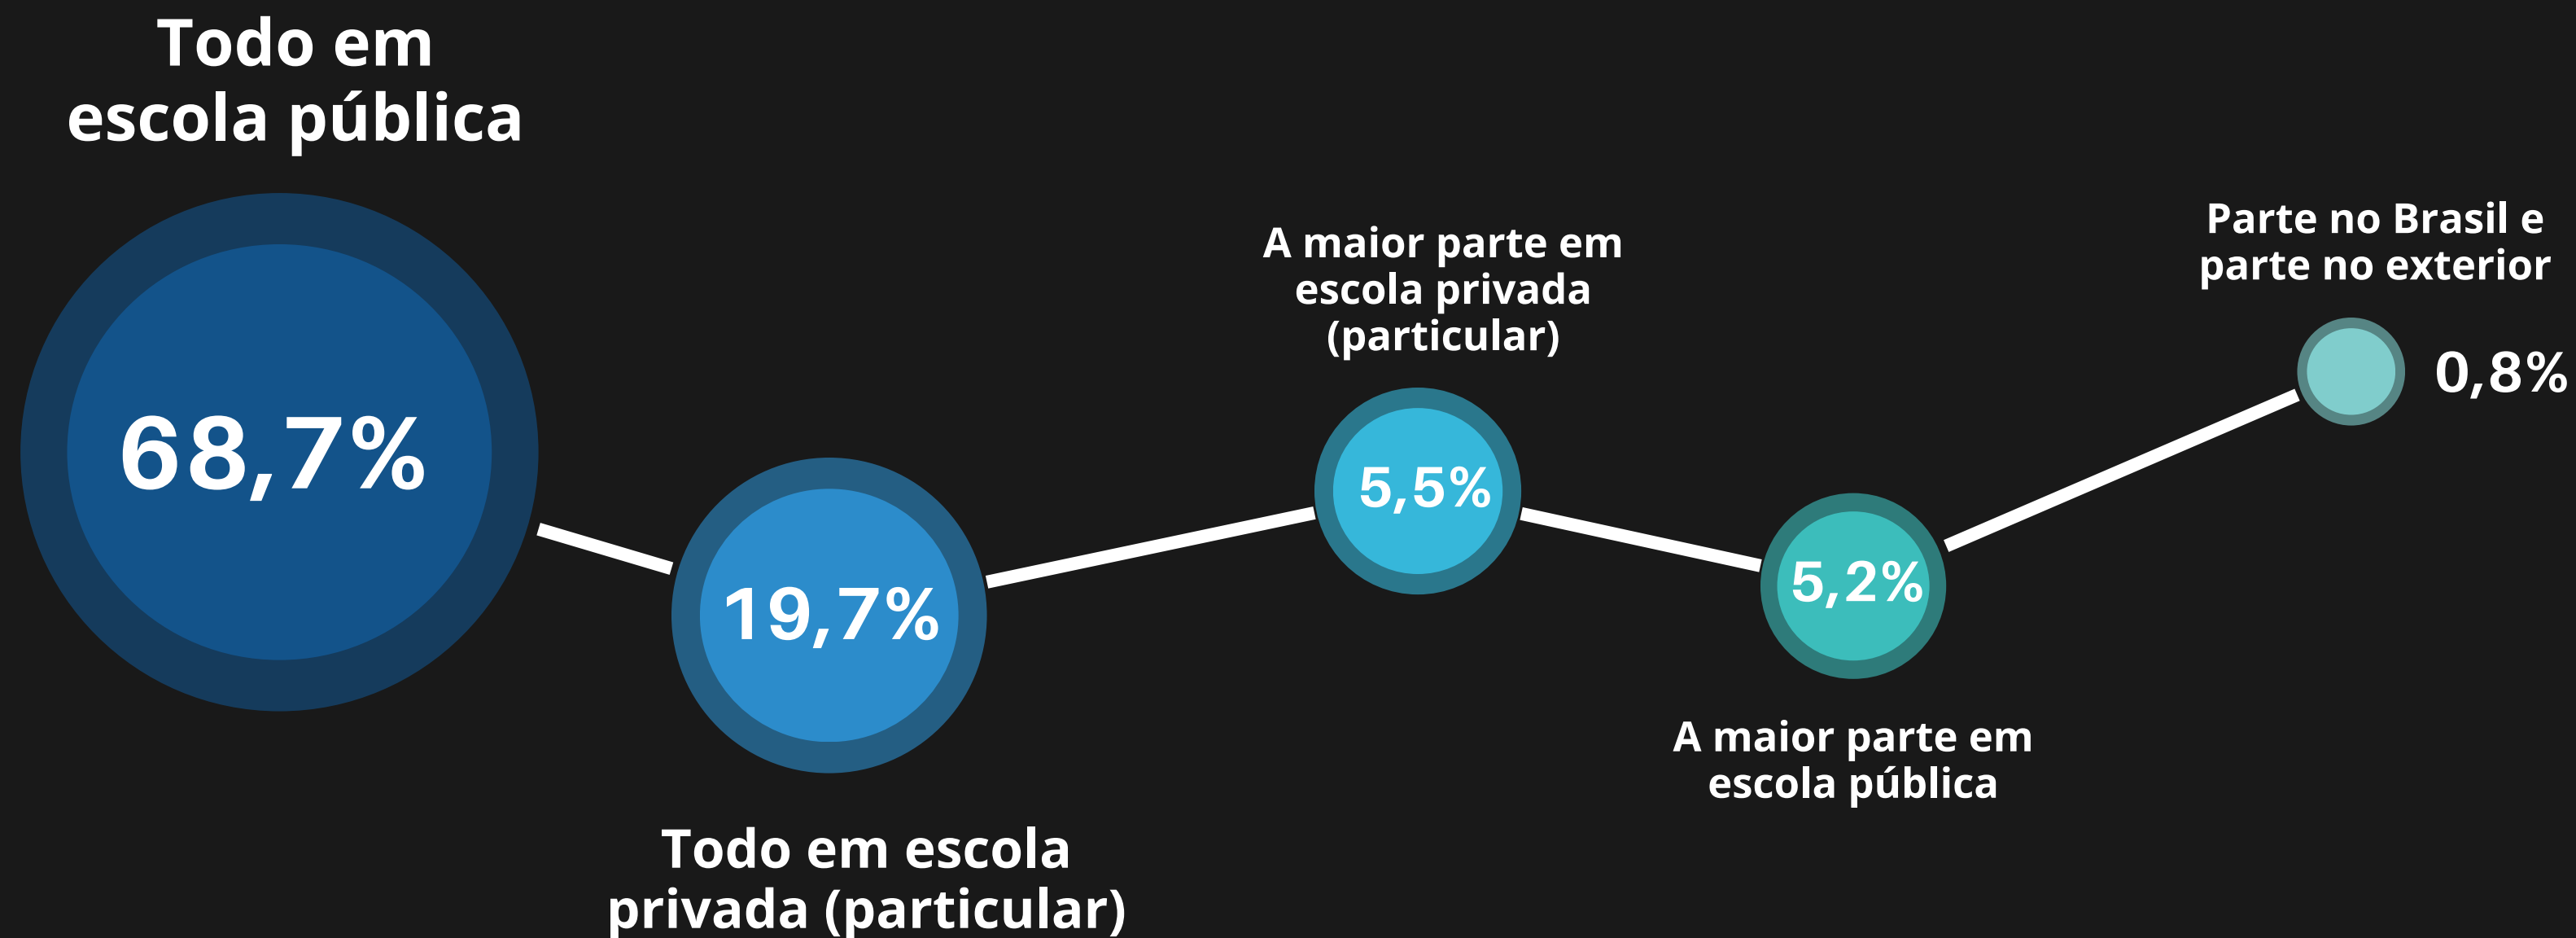 Todo em
escola pública
68,7%
19,7%
Todo em escola
privada (particular)
A maior parte em
escola privada
(particular)
5,5%
5,2%
A maior parte em
escola pública
Parte no Brasil e
parte no exterior
0,8%